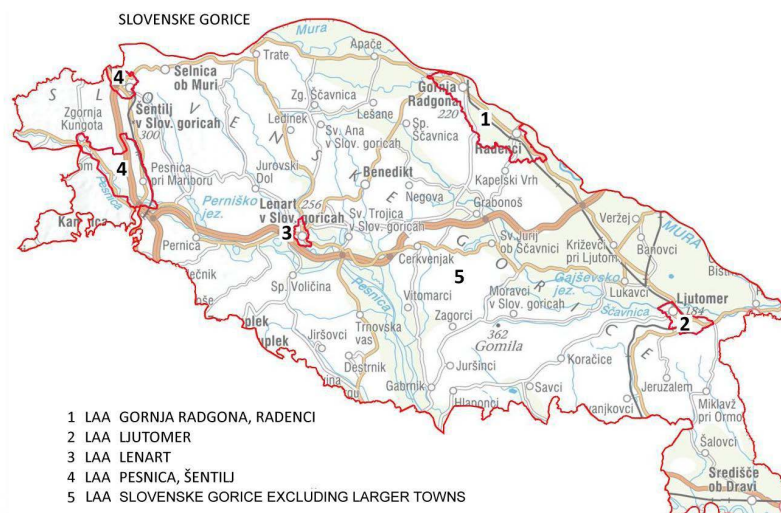 SLOVENSKE GORICE
Mura
Apače
Trate
Selnica
ob Muri
4
Gornja
Radgona
220
Zg. Ščavnica
Šentilj
v Slov. goricah
300
Zgornja
Kungota
Lešane
Ledinek
Sp.
Ščavnica
1
Sv. Ana
v Slov. goricah
Radenci
SLOVENSKE GORICE
4
Pesnica
pri Mariboru
Jurovski
Dol
Benedikt
Kapelski Vrh
Negova
Pesnica
Perniško
jez.
Lenart
v Slov. goricah
256
Grabonoš
Sv. Trojica
v Slov. goricah
Veržej
3
Sv. Jurij
ob Ščavnici
Križevci
pri Ljutom.
Banovci
MURA
Pernica
Cerkvenjak
5
Gajševsko
jez.
Lukavci
Sp. Voličina
Pesnica
Vitomarci
Moravci
v Slov. goricah
Ščavnica
Ljutomer
184
2
Zagorci
Trnovska
vas
Jiršovci
362
Gomila
Koračice
Destrnik
Juršinci
Jeruzalem
Gabrnik
Savci
Miklavž
pri Ormo
Hlaponci
Šalovci
Središče
ob Dravi
1 LAA GORNJA RADGONA, RADENCI
2 LAA LJUTOMER
3 LAA LENART
4 LAA PESNICA, ŠENTILJ
5 LAA SLOVENSKE GORICE EXCLUDING LARGER TOWNS